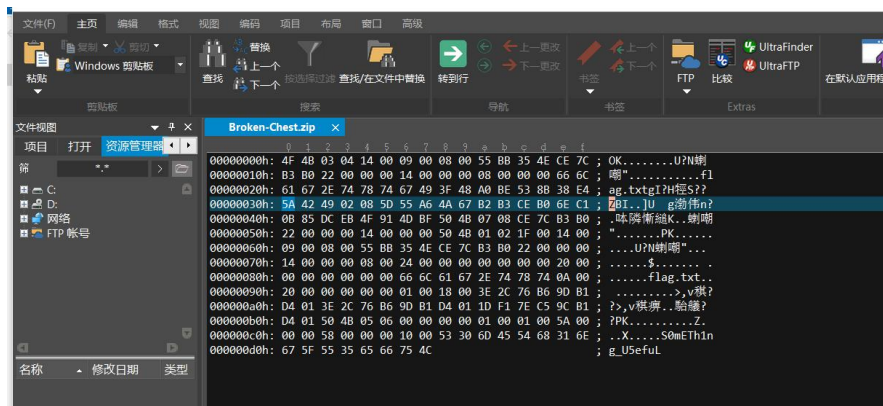 文件(F) 主页 编辑 格式 视图 编码 项目 布局 窗口 高级
复制 剪切
粘贴 Windows 剪贴板
剪贴板
查找 替换
上一个
下一个
按选择过滤 查找/在文件中替换
搜索
转到行 上一更改
下一更改
导航
书签 上一个
下一个
书签
FTP 比较 UltraFinder
UltraFTP
Extras
在默认应用程
文件视图
项目 打开 资源管理器
筛 *.*
C:
D:
网络
FTP 帐号
名称 修改日期 类型
Broken-Chest.zip
0 1 2 3 4 5 6 7 8 9 a b c d e f
00000000h: 4F 4B 03 04 14 00 09 00 08 00 55 BB 35 4E CE 7C ; OK........U?N蝲
00000010h: B3 B0 22 00 00 00 14 00 00 00 08 00 00 00 66 6C ; 嘲"...........fl
00000020h: 61 67 2E 74 78 74 67 49 3F 48 A0 BE 53 8B 38 E4 ; ag.txtgI?H牼S??
00000030h: 5A 42 49 02 08 5D 55 A6 4A 67 B2 B3 CE B0 6E C1 ; ZBI..]U g渤伟n?
00000040h: 0B 85 DC EB 4F 91 4D BF 50 4B 07 08 CE 7C B3 B0 ;
00000050h: 22 00 00 00 14 00 00 00 50 4B 01 02 1F 00 14 00 ; ".......PK......
00000060h: 09 00 08 00 55 BB 35 4E CE 7C B3 B0 22 00 00 00 ; ....U?N蝲嘲"...
00000070h: 14 00 00 00 08 00 24 00 00 00 00 00 00 00 20 00 ; ......$....... .
00000080h: 00 00 00 00 00 00 66 6C 61 67 2E 74 78 74 0A 00 ; ......flag.txt..
00000090h: 20 00 00 00 00 00 01 00 18 00 3E 2C 76 B6 9D B1 ; .........>,v稘?
000000a0h: D4 01 3E 2C 76 B6 9D B1 D4 01 1D F1 7E C5 9C B1 ;
000000b0h: D4 01 50 4B 05 06 00 00 00 00 01 00 01 00 5A 00 ; ?PK..........Z.
000000c0h: 00 00 58 00 00 00 10 00 53 30 6D 45 54 68 31 6E ; ..X.....S0mETh1n
000000d0h: 67 5F 55 35 65 66 75 4C ; g_U5efuL